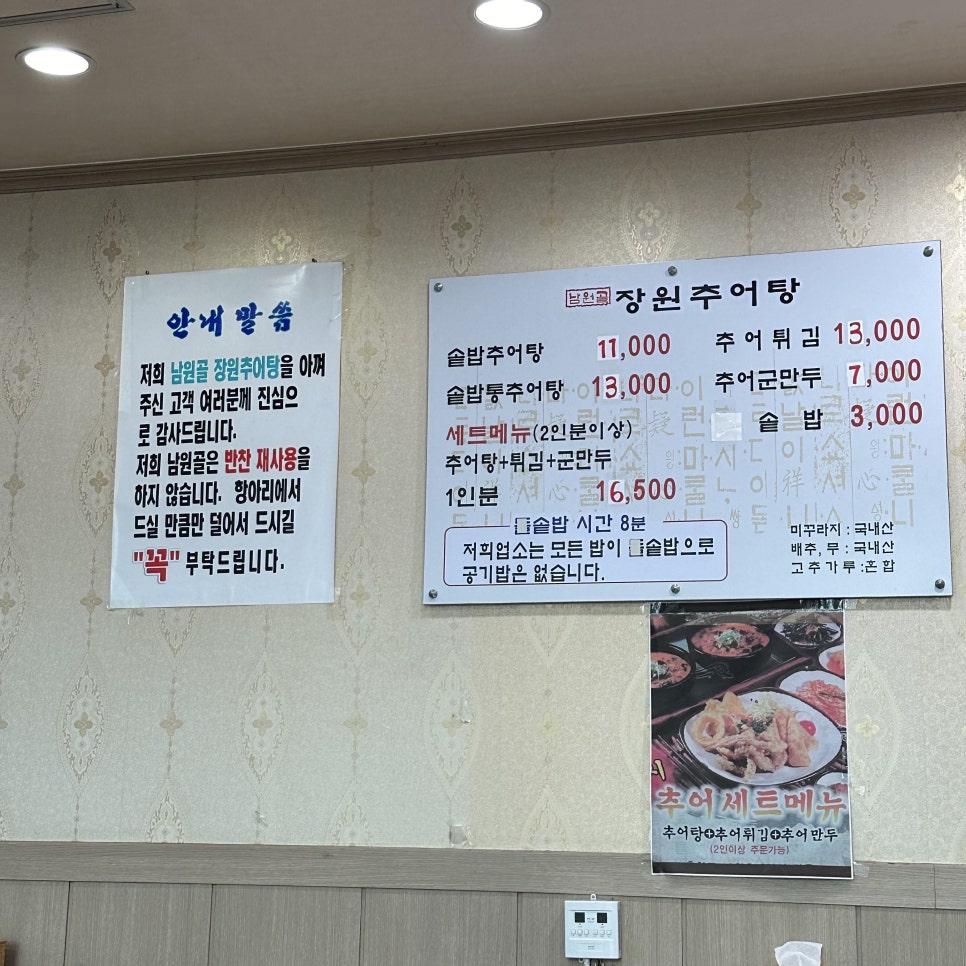 안내 말씀
저희 남원골 장원추어탕을 아껴
주신 고객 여러분께 진심으
로 감사드립니다.
저희 남원골은 반찬 재사용을
하지 않습니다. 항아리에서
드실 만큼만 덜어서 드시길
"꼭" 부탁드립니다.
남원골 장원추어탕
솥밥추어탕 11,000
솥밥통추어탕 13,000
세트메뉴(2인분이상)
추어탕+튀김+군만두
1인분 16,500
추어튀김 13,000
추어군만두 7,000
솥밥 3,000
돌솥밥 시간 8분
저희업소는 모든 밥이 돌솥밥으로
공기밥은 없습니다.
미꾸라지 : 국내산
배추, 무 : 국내산
고추가루 : 혼합
추어세트메뉴
추어탕+추어튀김+추어만두
(2인이상 주문가능)